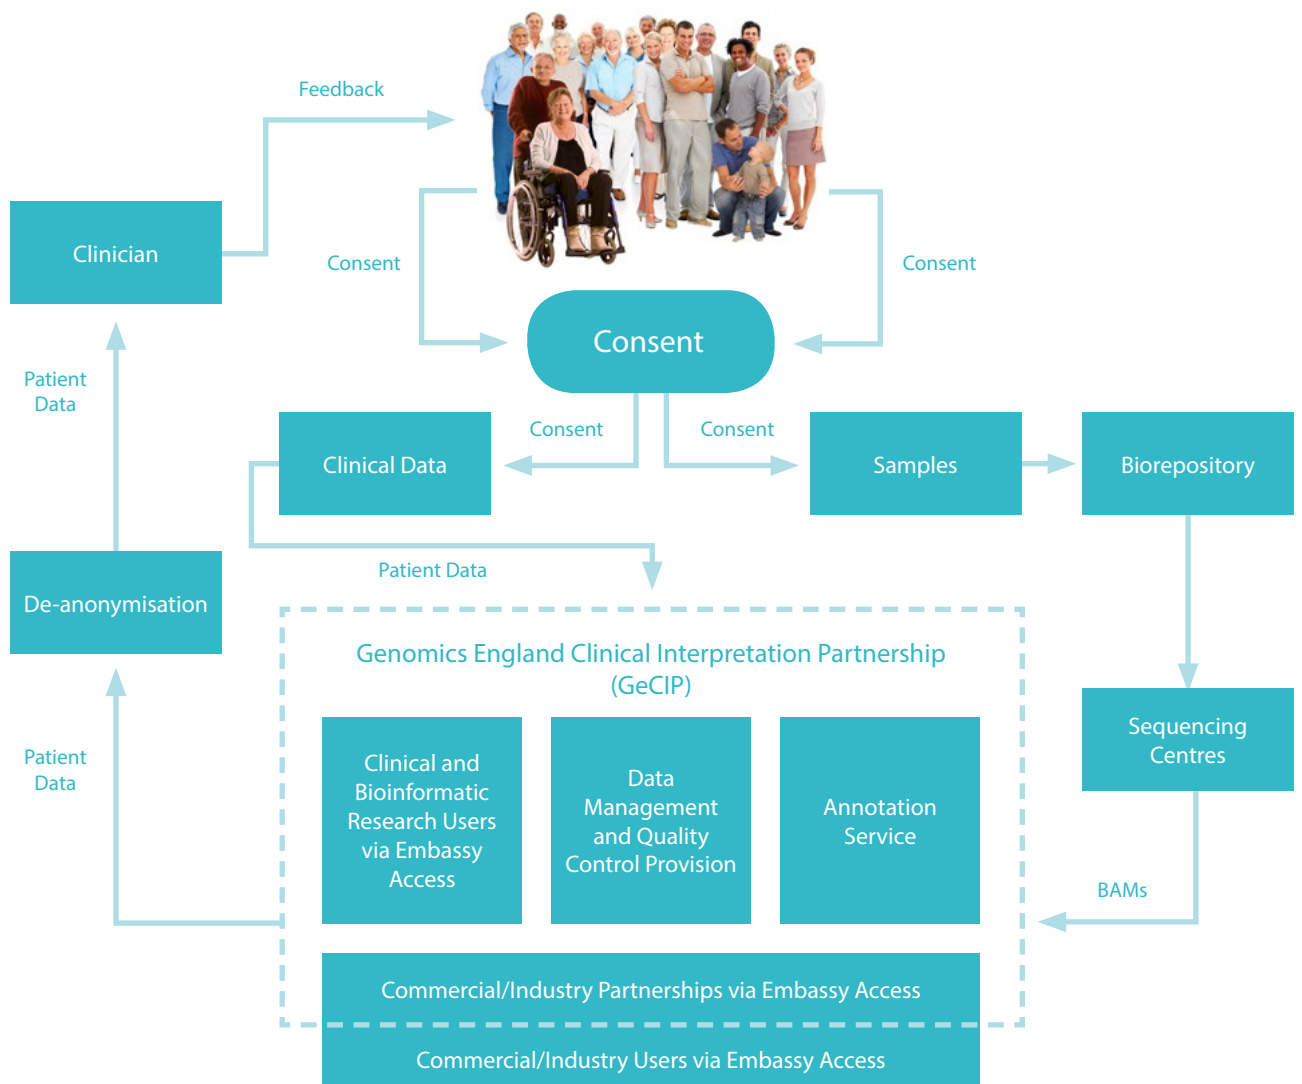 Feedback
Clinician
Consent
Consent
Consent
Patient
Data
Consent
Consent
Clinical Data
Samples
Biorepository
Patient Data
De-anonymisation
Genomics England Clinical Interpretation Partnership
(GeCIP)
Sequencing
Centres
Patient
Data
Clinical and
Bioinformatic
Research Users
via Embassy
Access
Data
Management
and Quality
Control Provision
Annotation
Service
BAMs
Commercial/Industry Partnerships via Embassy Access
Commercial/Industry Users via Embassy Access